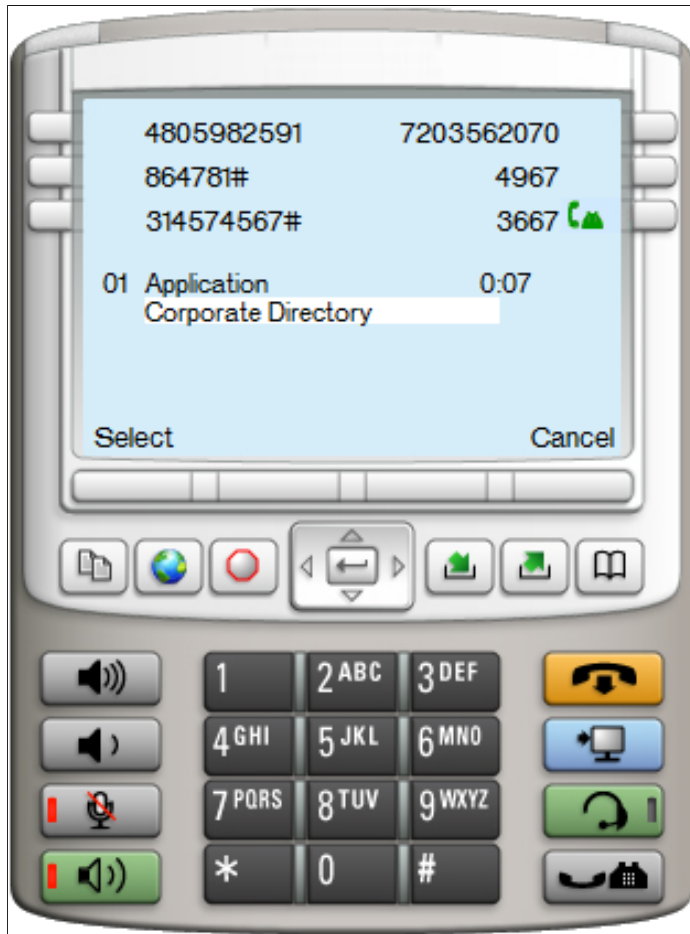 4805982591 7203562070
864781# 4967
314574567# 3667
01 Application 0:07
Corporate Directory
Select Cancel
1 2 ABC 3 DEF
4 GHI 5 JKL 6 MNO
7 PQRS 8 TUV 9 WXYZ
* 0 #